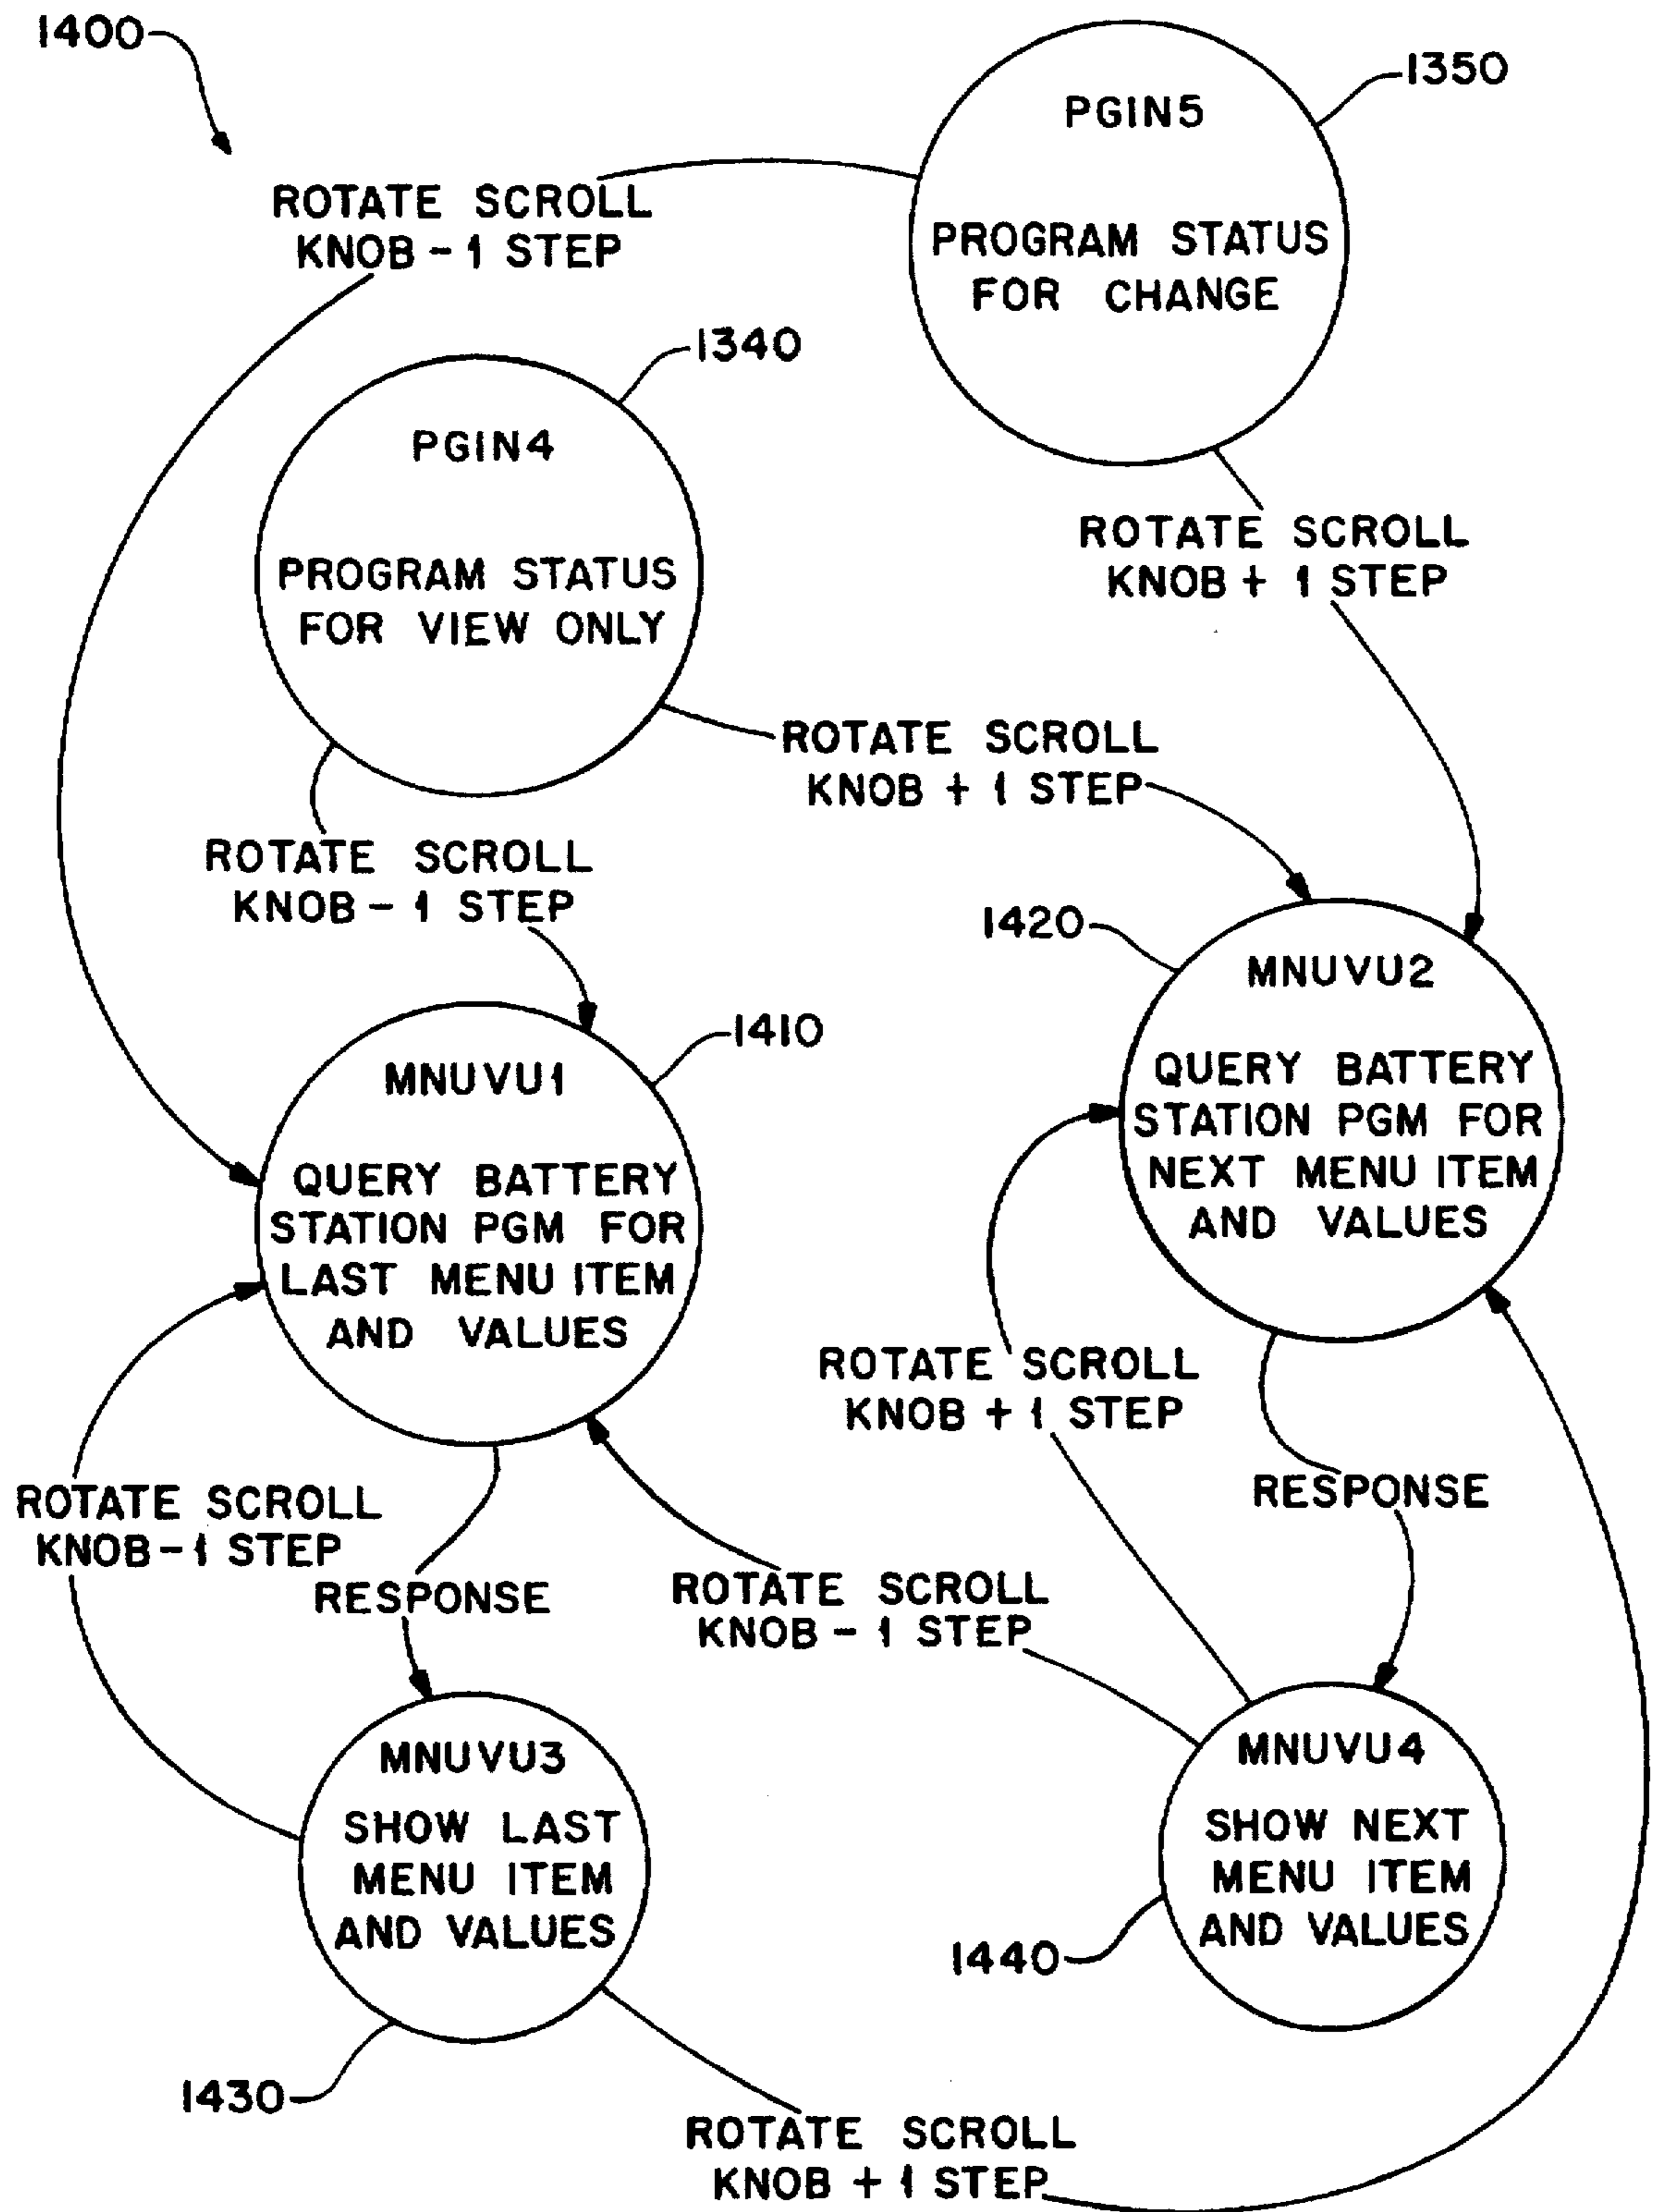 1400
1350
PGIN5
PROGRAM STATUS
FOR CHANGE
ROTATE SCROLL
KNOB - 1 STEP
1340
PGIN4
PROGRAM STATUS
FOR VIEW ONLY
ROTATE SCROLL
KNOB + 1 STEP
ROTATE SCROLL
KNOB + 1 STEP
ROTATE SCROLL
KNOB - 1 STEP
1420
MNUVU2
QUERY BATTERY
STATION PGM FOR
NEXT MENU ITEM
AND VALUES
1410
MNUVU1
QUERY BATTERY
STATION PGM FOR
LAST MENU ITEM
AND VALUES
ROTATE SCROLL
KNOB + 1 STEP
RESPONSE
ROTATE SCROLL
KNOB - 1 STEP
RESPONSE
ROTATE SCROLL
KNOB - 1 STEP
MNUVU3
SHOW LAST
MENU ITEM
AND VALUES
MNUVU4
SHOW NEXT
MENU ITEM
AND VALUES
1440
1430
ROTATE SCROLL
KNOB + 1 STEP